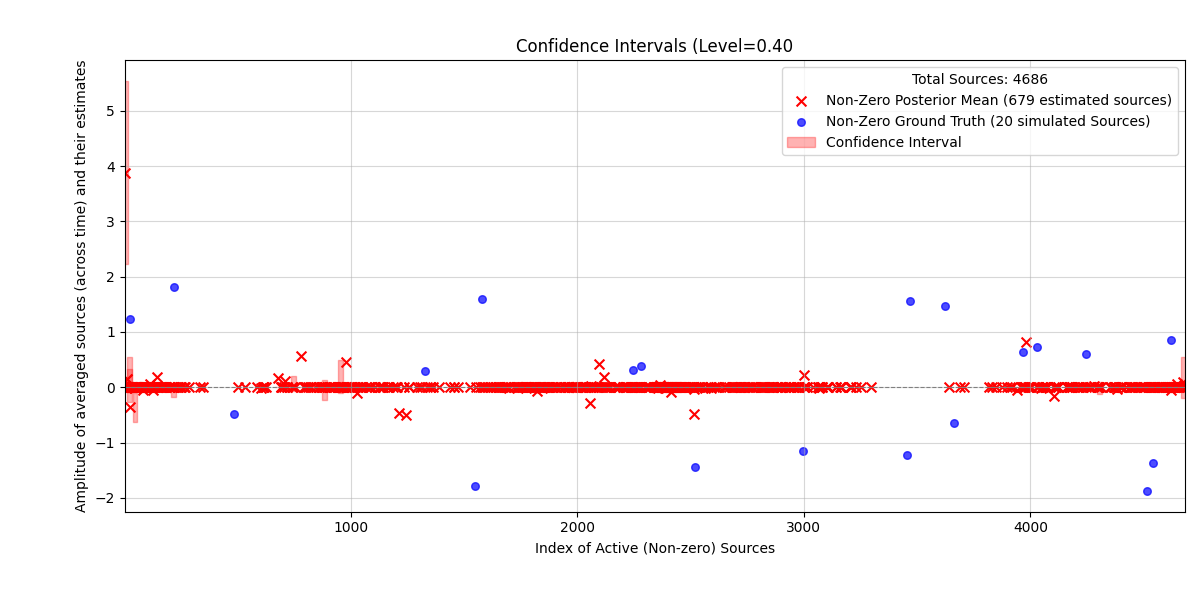 Confidence Intervals (Level=0.40
Amplitude of averaged sources (across time) and their estimates
Total Sources: 4686
Non-Zero Posterior Mean (679 estimated sources)
Non-Zero Ground Truth (20 simulated Sources)
Confidence Interval
5
4
3
2
1
0
−1
−2
1000
2000
3000
4000
Index of Active (Non-zero) Sources